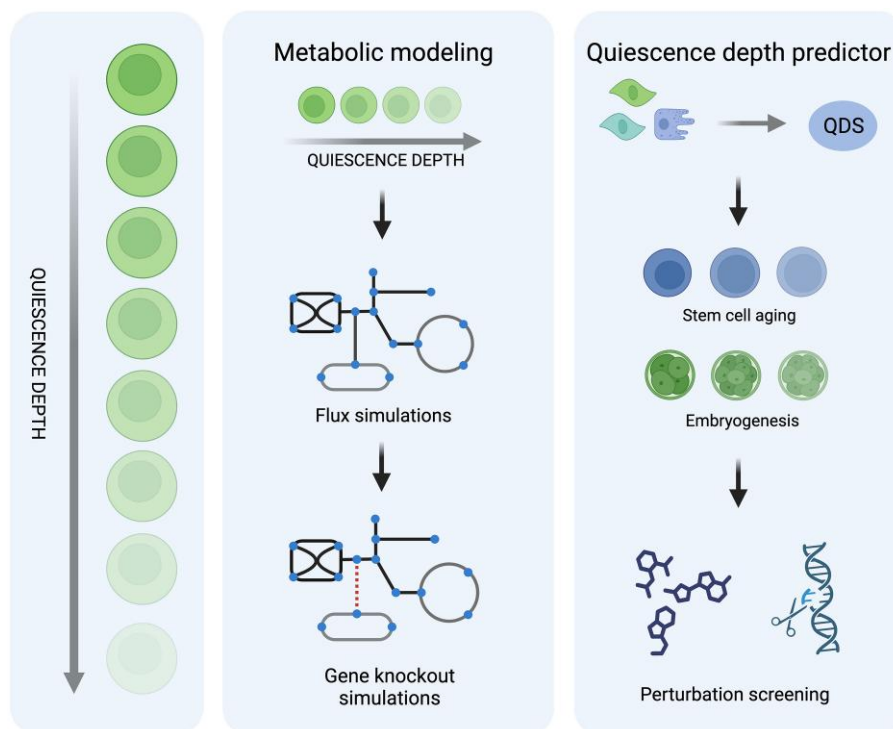 QUIESCENCE DEPTH
Metabolic modeling
QUIESCENCE DEPTH
Flux simulations
Gene knockout
simulations
Quiescence depth predictor
QDS
Stem cell aging
Embryogenesis
Perturbation screening